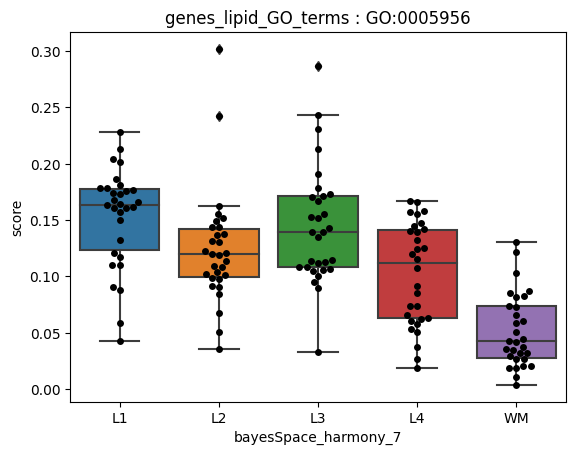 genes_lipid_GO_terms : GO:0005956
score
0.30
0.25
0.20
0.15
0.10
0.05
0.00
L1 L2 L3 L4 WM
bayesSpace_harmony_7